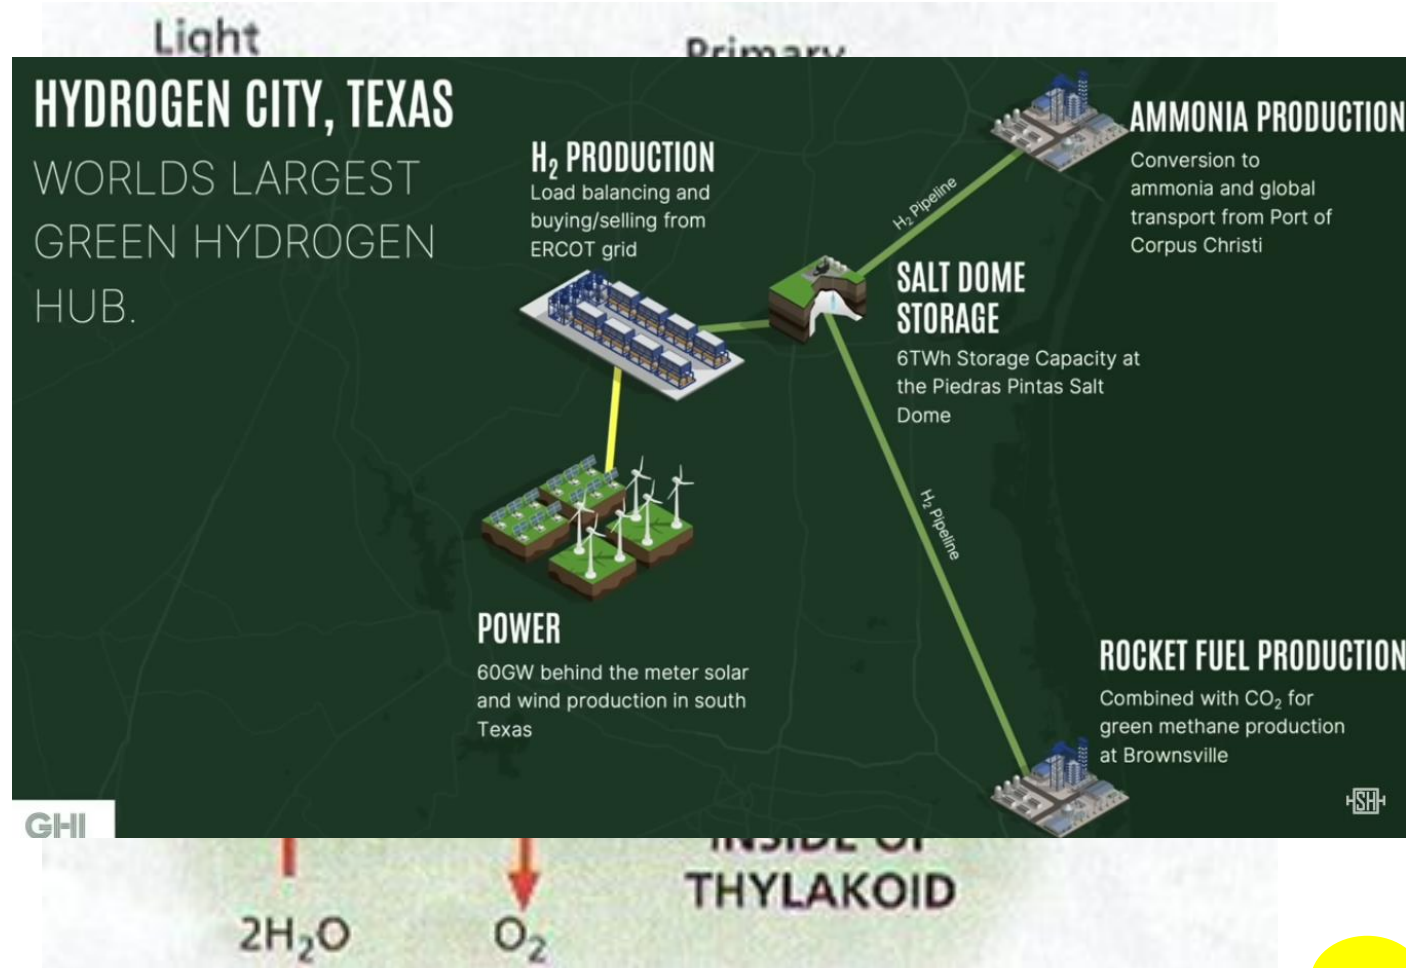 Light
Primary
HYDROGEN CITY, TEXAS
WORLDS LARGEST
GREEN HYDROGEN
HUB.
H₂ PRODUCTION
Load balancing and
buying/selling from
ERCOT grid
H₂ Pipeline
AMMONIA PRODUCTION
Conversion to
ammonia and global
transport from Port of
Corpus Christi
SALT DOME
STORAGE
6TWh Storage Capacity at
the Piedras Pintas Salt
Dome
H₂ Pipeline
POWER
60GW behind the meter solar
and wind production in south
Texas
ROCKET FUEL PRODUCTION
Combined with CO₂ for
green methane production
at Brownsville
GHI
SH
INSIDE OF
THYLAKOID
2H₂O
O₂